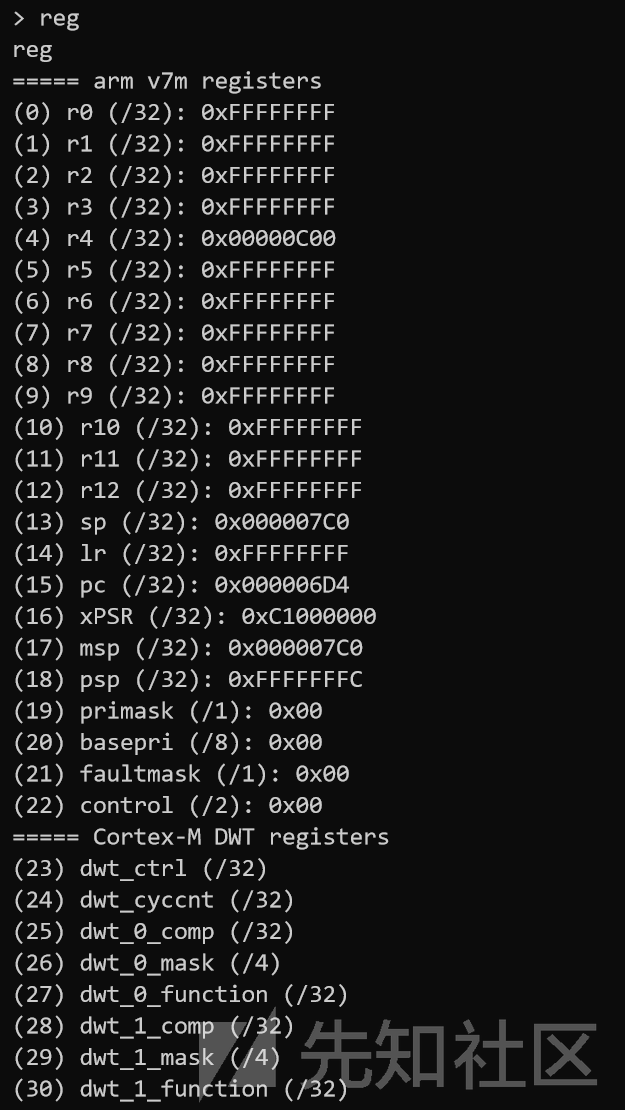 > reg
reg
===== arm v7m registers
(0) r0 (/32): 0xFFFFFFFF
(1) r1 (/32): 0xFFFFFFFF
(2) r2 (/32): 0xFFFFFFFF
(3) r3 (/32): 0xFFFFFFFF
(4) r4 (/32): 0x00000C00
(5) r5 (/32): 0xFFFFFFFF
(6) r6 (/32): 0xFFFFFFFF
(7) r7 (/32): 0xFFFFFFFF
(8) r8 (/32): 0xFFFFFFFF
(9) r9 (/32): 0xFFFFFFFF
(10) r10 (/32): 0xFFFFFFFF
(11) r11 (/32): 0xFFFFFFFF
(12) r12 (/32): 0xFFFFFFFF
(13) sp (/32): 0x000007C0
(14) lr (/32): 0xFFFFFFFF
(15) pc (/32): 0x000006D4
(16) xPSR (/32): 0xC1000000
(17) msp (/32): 0x000007C0
(18) psp (/32): 0xFFFFFFFC
(19) primask (/1): 0x00
(20) basepri (/8): 0x00
(21) faultmask (/1): 0x00
(22) control (/2): 0x00
===== Cortex-M DWT registers
(23) dwt_ctrl (/32)
(24) dwt_cyccnt (/32)
(25) dwt_0_comp (/32)
(26) dwt_0_mask (/4)
(27) dwt_0_function (/32)
(28) dwt_1_comp (/32)
(29) dwt_1_mask (/4)
(30) dwt_1_function (/32)
先知社区